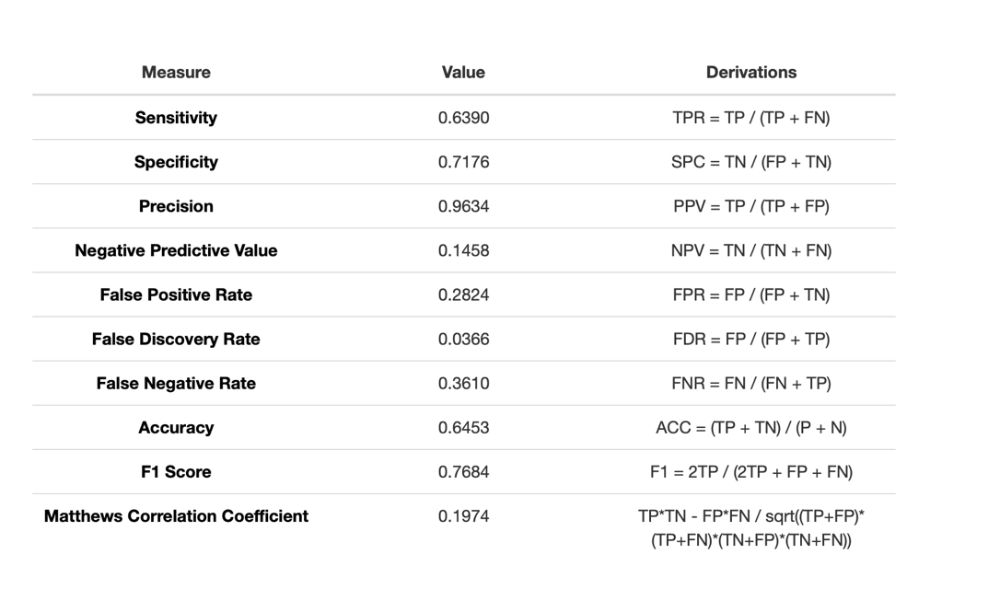 Measure Value Derivations
Sensitivity 0.6390 TPR = TP / (TP + FN)
Specificity 0.7176 SPC = TN / (FP + TN)
Precision 0.9634 PPV = TP / (TP + FP)
Negative Predictive Value 0.1458 NPV = TN / (TN + FN)
False Positive Rate 0.2824 FPR = FP / (FP + TN)
False Discovery Rate 0.0366 FDR = FP / (FP + TP)
False Negative Rate 0.3610 FNR = FN / (FN + TP)
Accuracy 0.6453 ACC = (TP + TN) / (P + N)
F1 Score 0.7684 F1 = 2TP / (2TP + FP + FN)
Matthews Correlation Coefficient 0.1974 TP*TN - FP*FN / sqrt((TP+FP)*
(TP+FN)*(TN+FP)*(TN+FN))